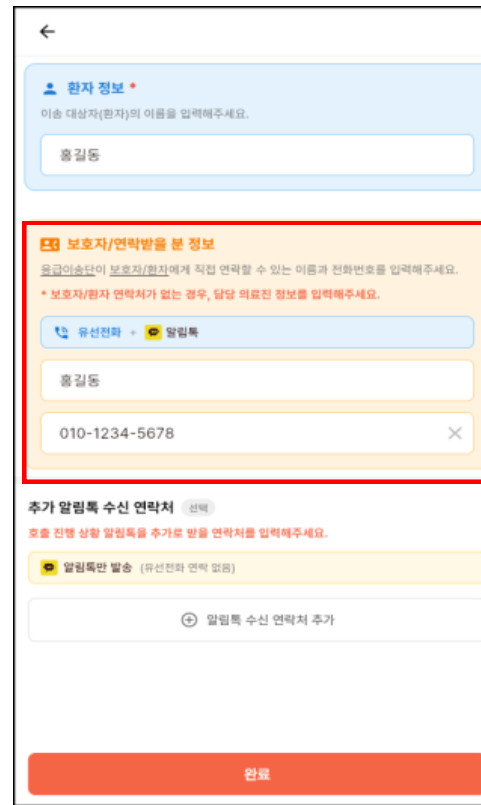 환자 정보 *
이송 대상자(환자)의 이름을 입력해주세요.
홍길동
보호자/연락받을 분 정보
응급이송단이 보호자/환자에게 직접 연락할 수 있는 이름과 전화번호를 입력해주세요.
* 보호자/환자 연락처가 없는 경우, 담당 의료진 정보를 입력해주세요.
유선전화 + 알림톡
홍길동
010-1234-5678
추가 알림톡 수신 연락처 선택
호출 진행 상황 알림톡을 추가로 받을 연락처를 입력해주세요.
알림톡만 발송 (유선전화 연락 없음)
알림톡 수신 연락처 추가
완료